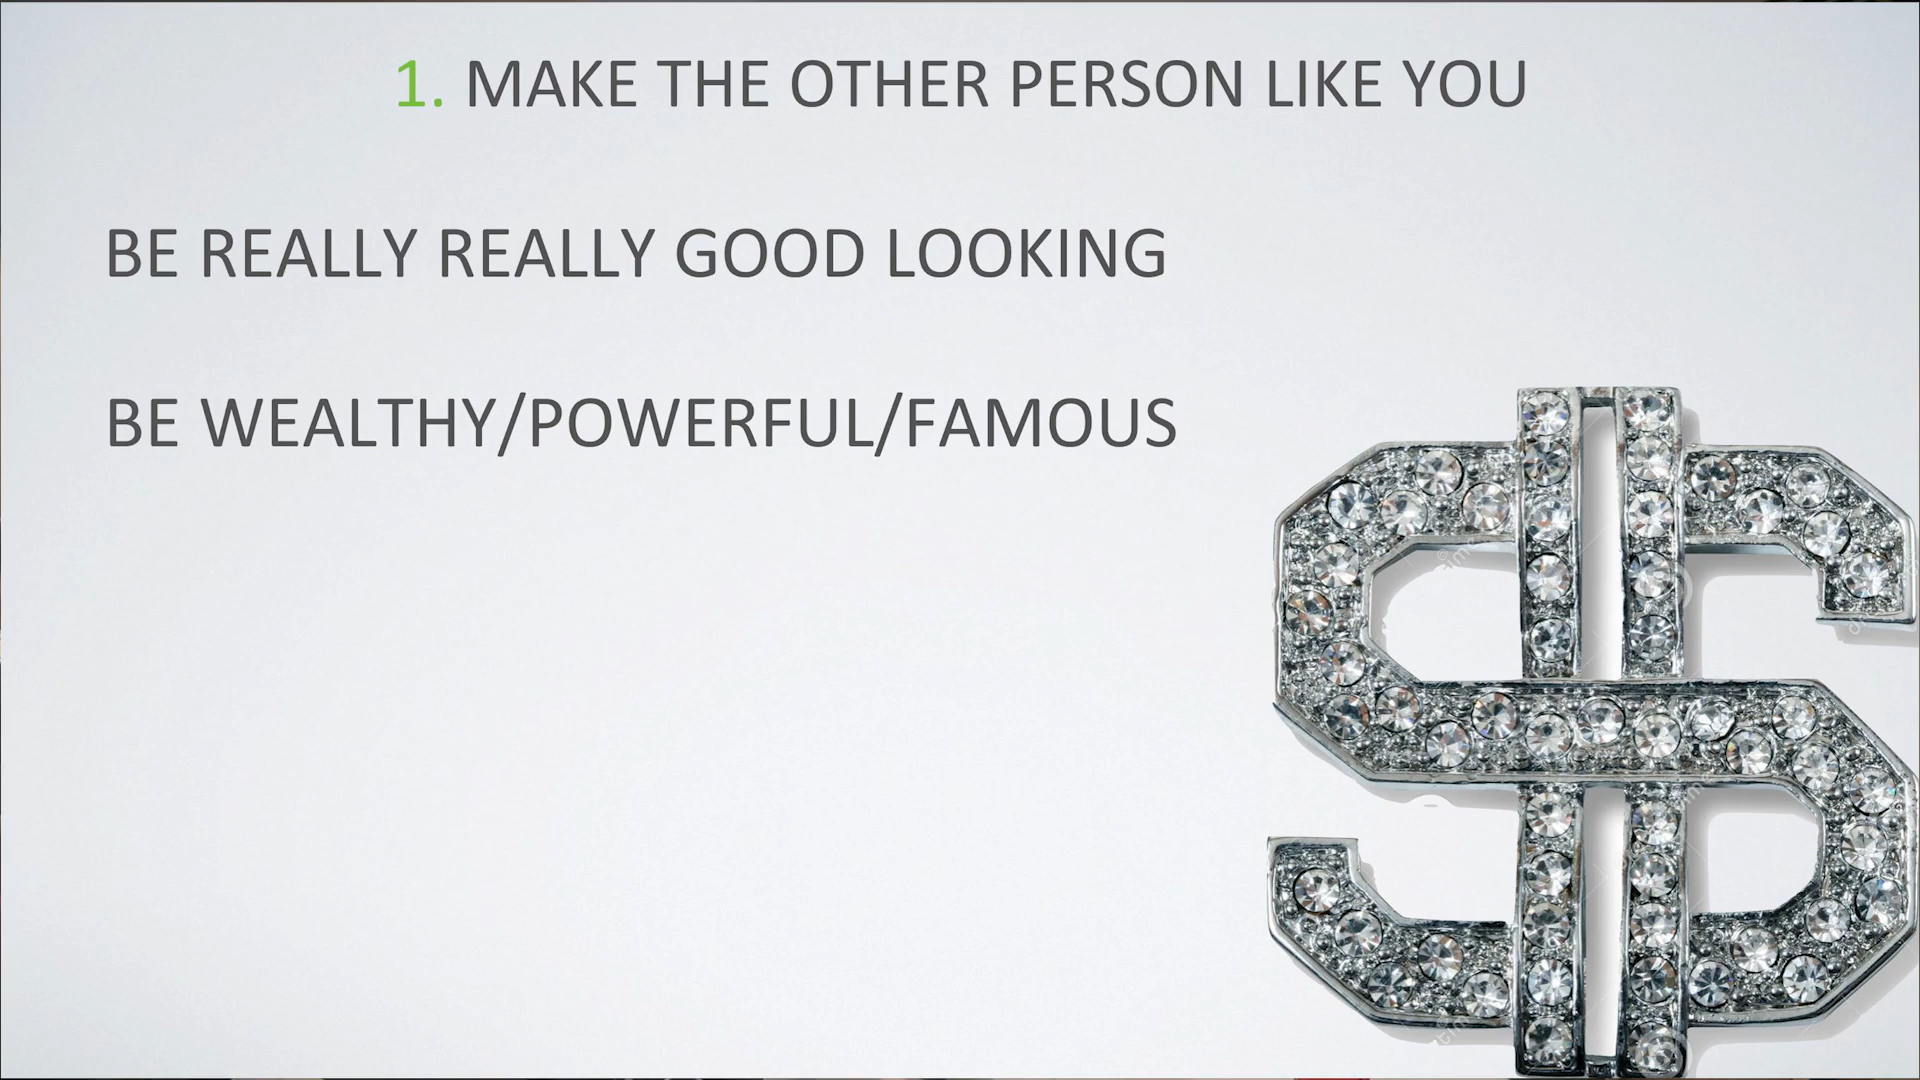 1. MAKE THE OTHER PERSON LIKE YOU
BE REALLY REALLY GOOD LOOKING
BE WEALTHY/POWERFUL/FAMOUS